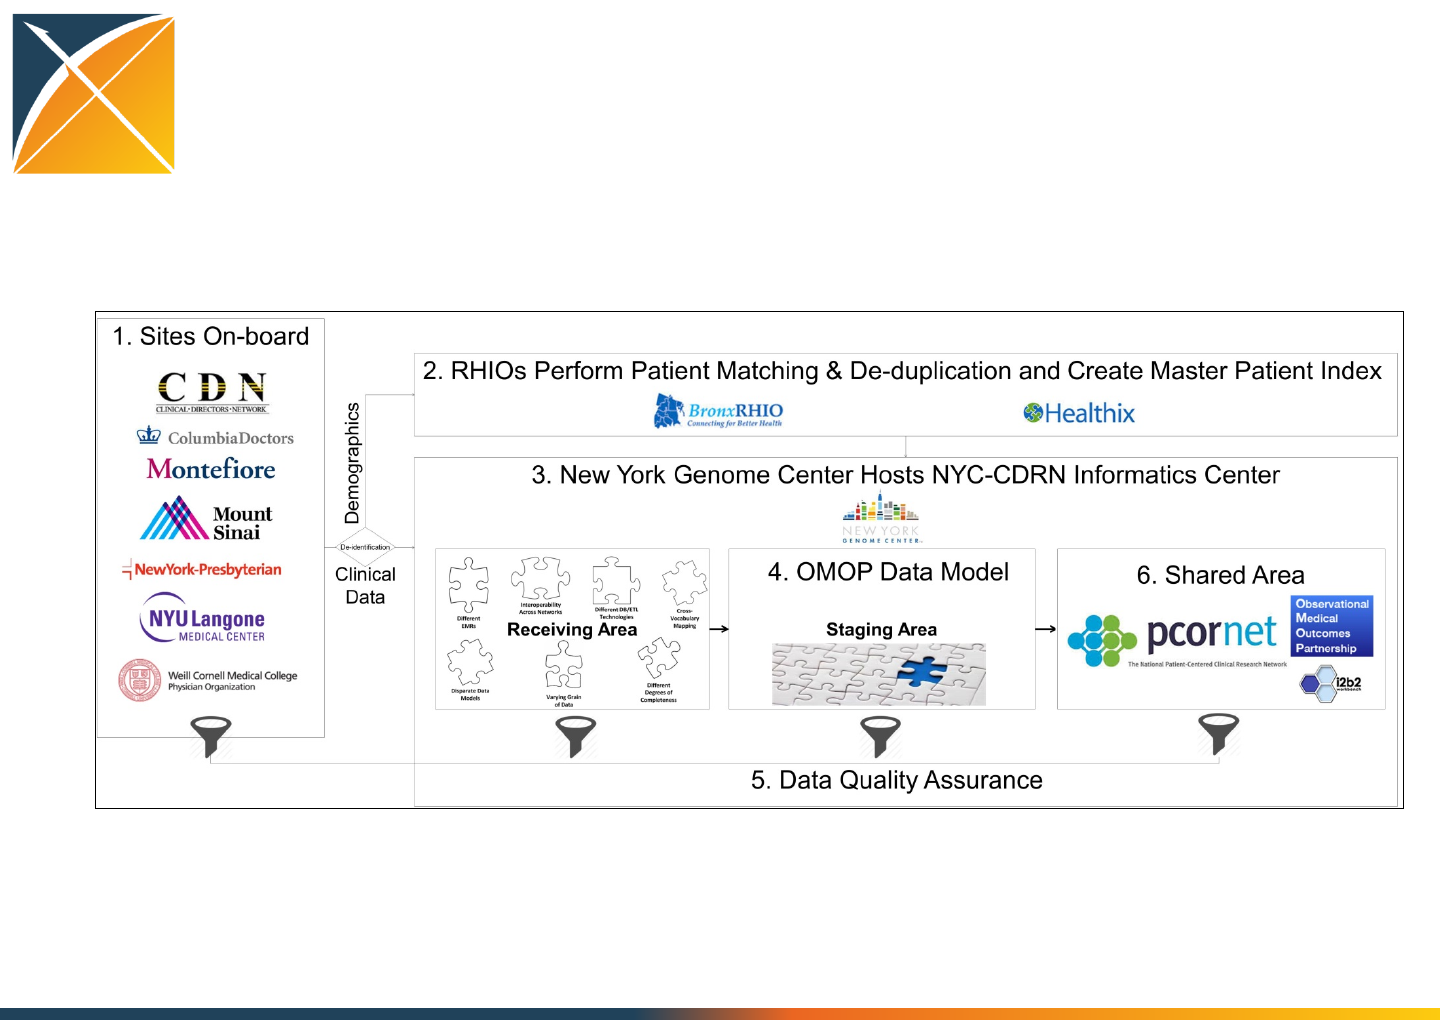 1. Sites On-board
CDN
CLINICAL•DIRECTORS•NETWORK
ColumbiaDoctors
Montefiore
Mount
Sinai
NewYork-Presbyterian
NYU Langone
MEDICAL CENTER
Weill Cornell Medical College
Physician Organization
Demographics
De-identification
Clinical
Data
2. RHIOs Perform Patient Matching & De-duplication and Create Master Patient Index
BronxRHIO
Connecting for Better Health
Healthix
3. New York Genome Center Hosts NYC-CDRN Informatics Center
NEW YORK
GENOME CENTER
Different
EMRs
Interoperability
Across Networks
Different DB/ETL
Technologies
Cross-
Vocabulary
Mapping
Receiving Area
Disparate Data
Models
Varying Grain
of Data
Different
Degrees of
Completeness
4. OMOP Data Model
Staging Area
6. Shared Area
pcornet
The National Patient-Centered Clinical Research Network
Observational
Medical
Outcomes
Partnership
i2b2
workbench
5. Data Quality Assurance